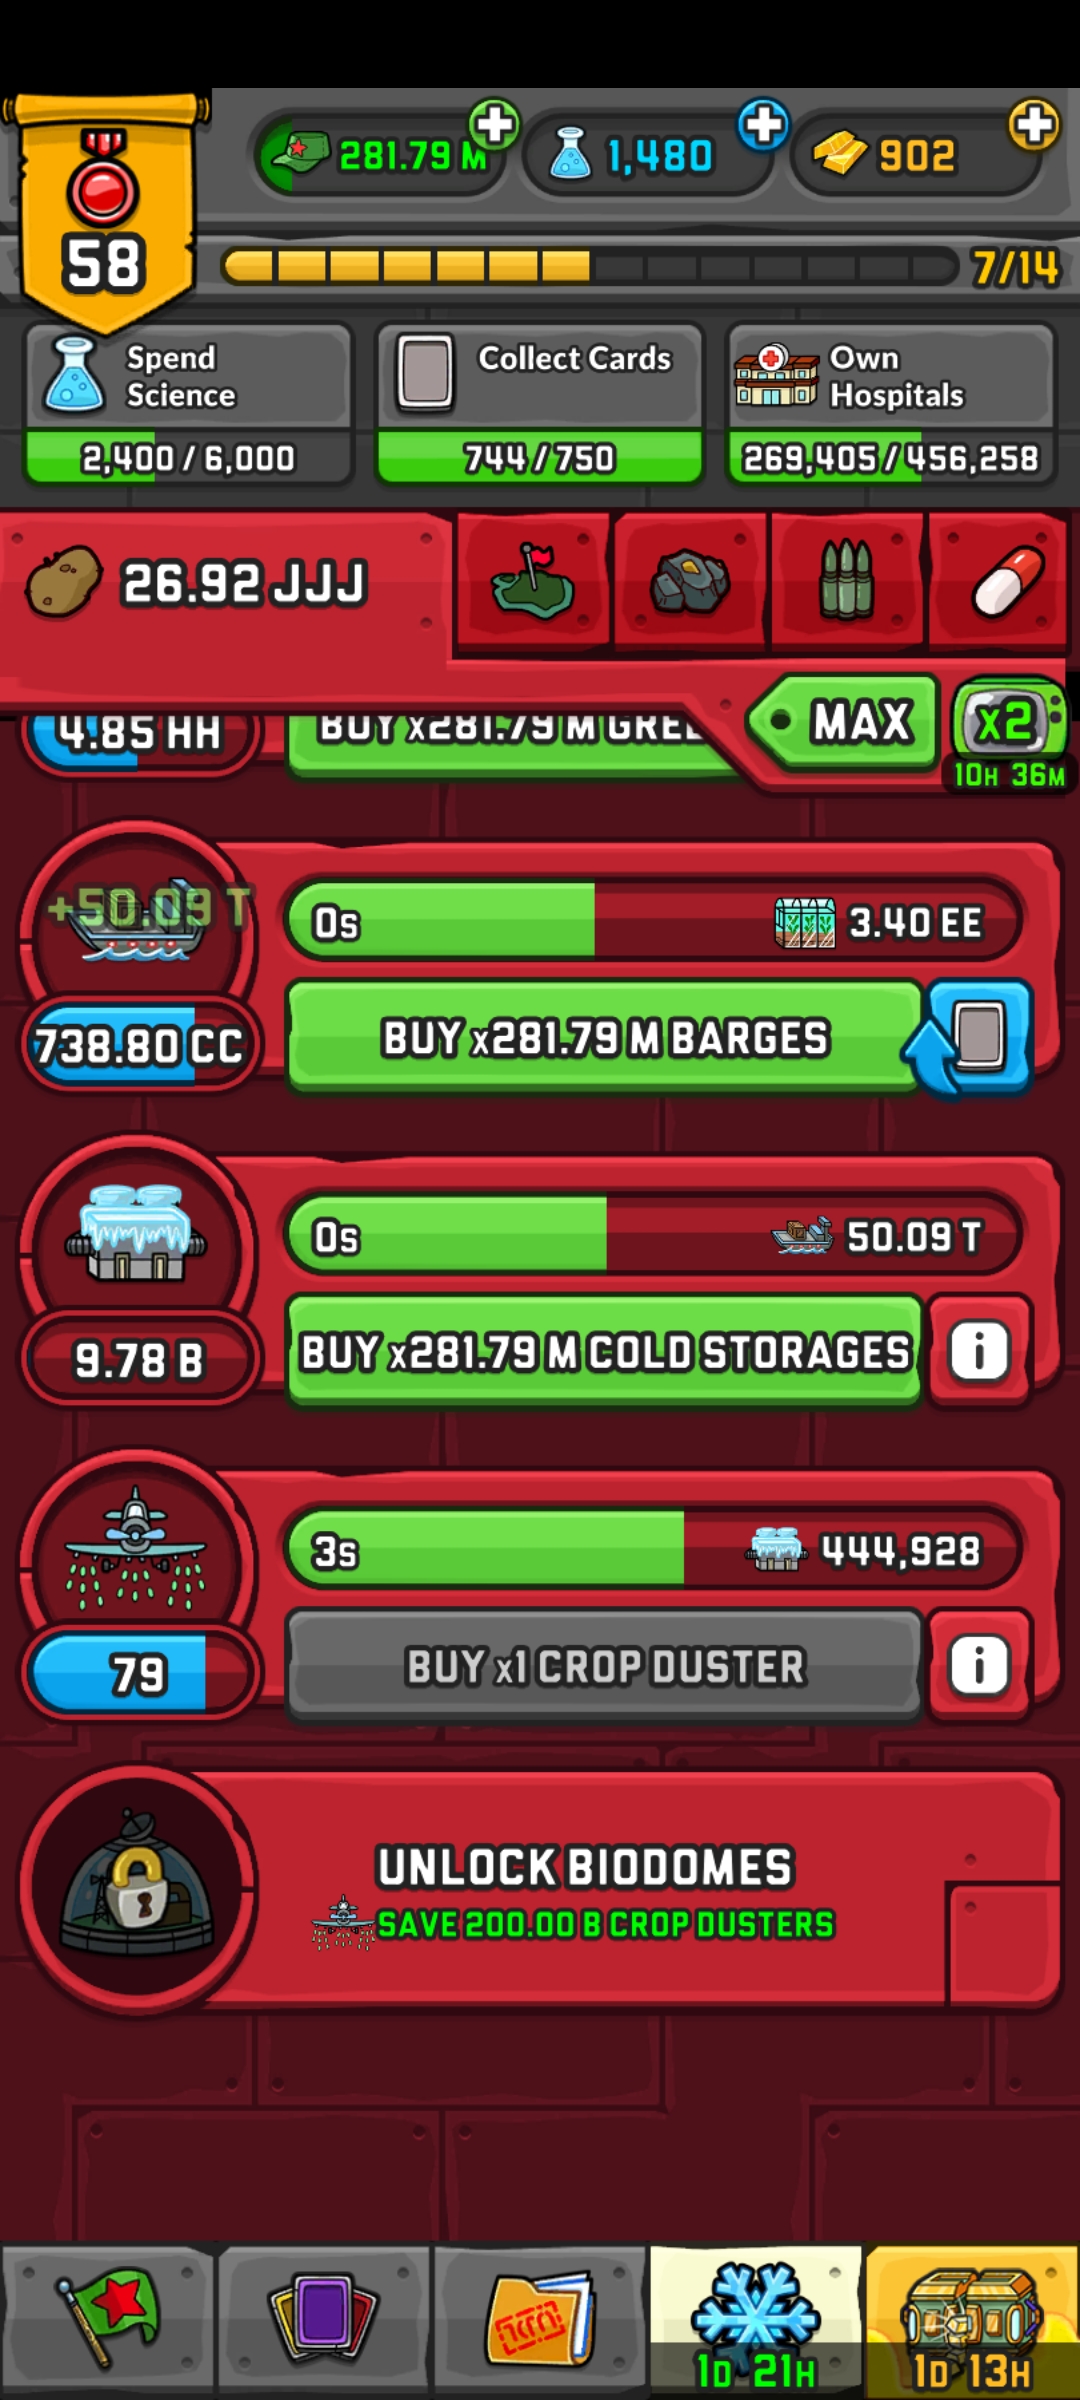 281.79 M
1,480
902
58
7/14
Spend
Science
2,400 / 6,000
Collect Cards
744 / 750
Own
Hospitals
269,405 / 456,258
26.92 JJJ
MAX
x2
10H 36M
4.85 HH
BUY x281.79 M
+50.09 T
0s
3.40 EE
738.80 CC
BUY x281.79 M BARGES
0s
50.09 T
9.78 B
BUY x281.79 M COLD STORAGES
i
3s
444,928
79
BUY x1 CROP DUSTER
i
UNLOCK BIODOMES
SAVE 200.00 B CROP DUSTERS
1D 21H
1D 13H